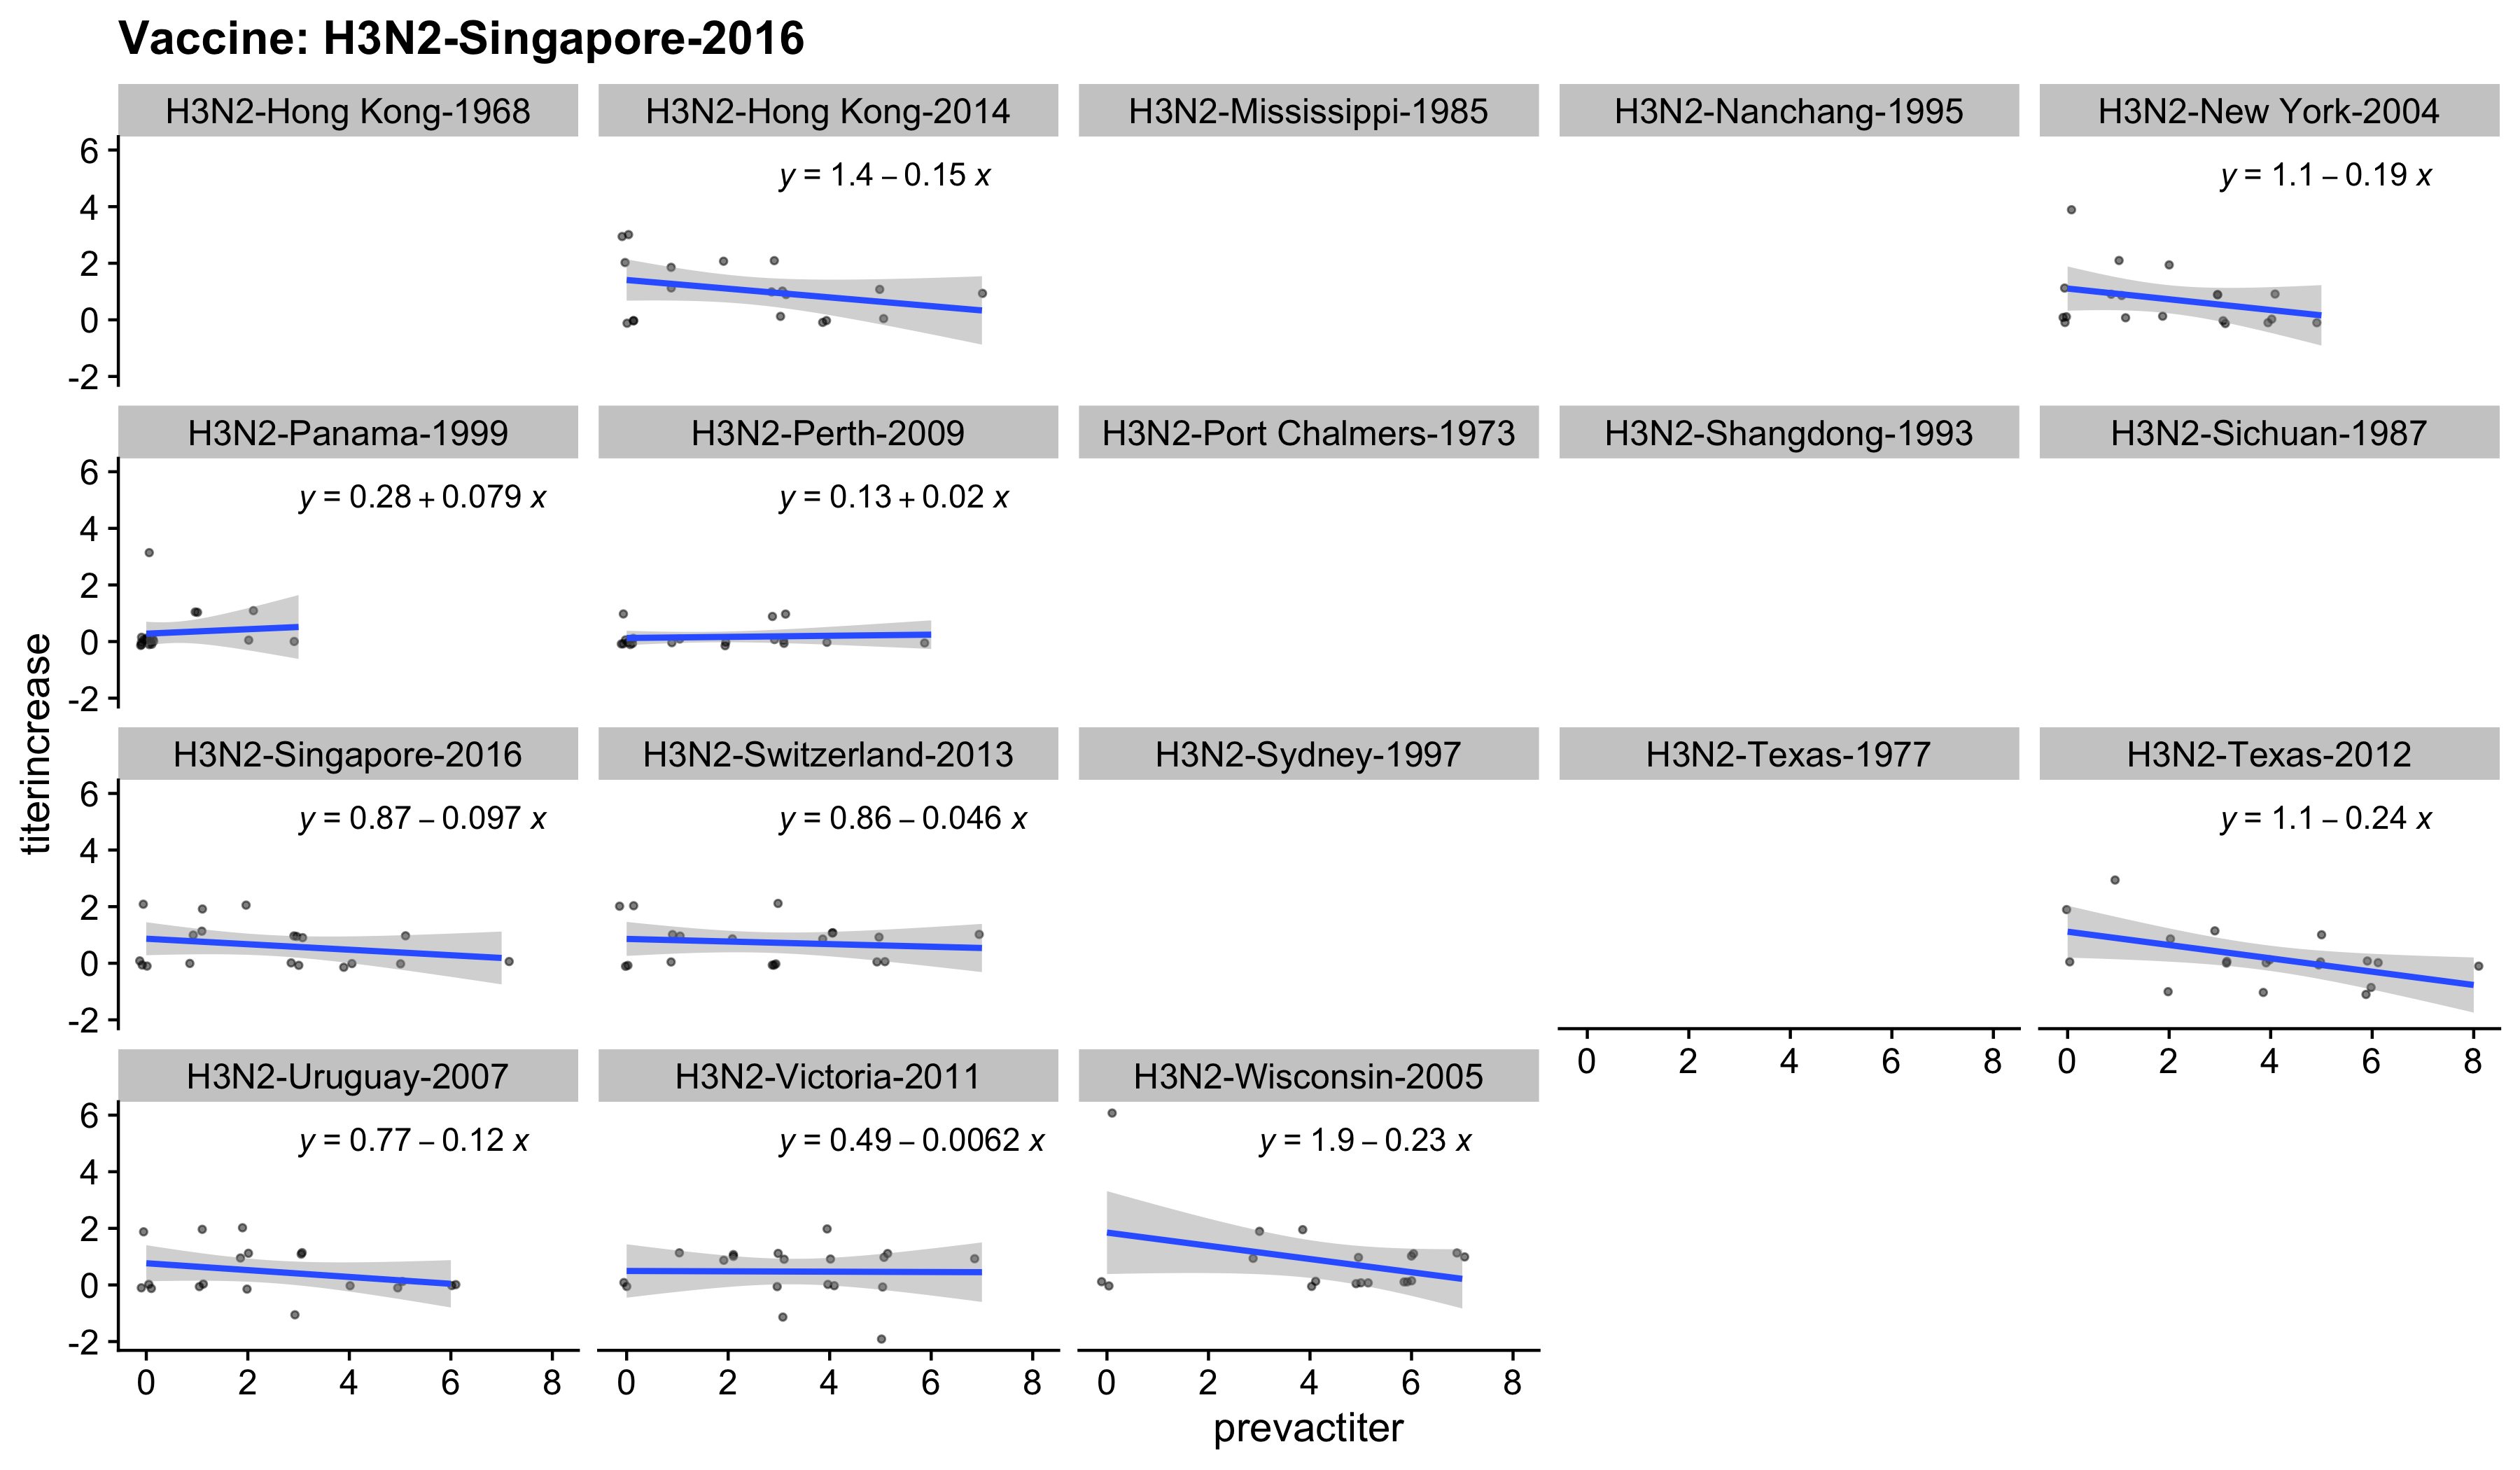 Vaccine: H3N2-Singapore-2016
H3N2-Hong Kong-1968 H3N2-Hong Kong-2014 H3N2-Mississippi-1985 H3N2-Nanchang-1995 H3N2-New York-2004
6
y = 1.4 – 0.15 x y = 1.1 – 0.19 x
4
2
0
-2
H3N2-Panama-1999 H3N2-Perth-2009 H3N2-Port Chalmers-1973 H3N2-Shangdong-1993 H3N2-Sichuan-1987
6
y = 0.28 + 0.079 x y = 0.13 + 0.02 x
4
2
0
-2
titerincrease
H3N2-Singapore-2016 H3N2-Switzerland-2013 H3N2-Sydney-1997 H3N2-Texas-1977 H3N2-Texas-2012
6
y = 0.87 – 0.097 x y = 0.86 – 0.046 x y = 1.1 – 0.24 x
4
2
0
-2
0 2 4 6 8 0 2 4 6 8
H3N2-Uruguay-2007 H3N2-Victoria-2011 H3N2-Wisconsin-2005
6
y = 0.77 – 0.12 x y = 0.49 – 0.0062 x y = 1.9 – 0.23 x
4
2
0
-2
0 2 4 6 8 0 2 4 6 8 0 2 4 6 8
prevactiter